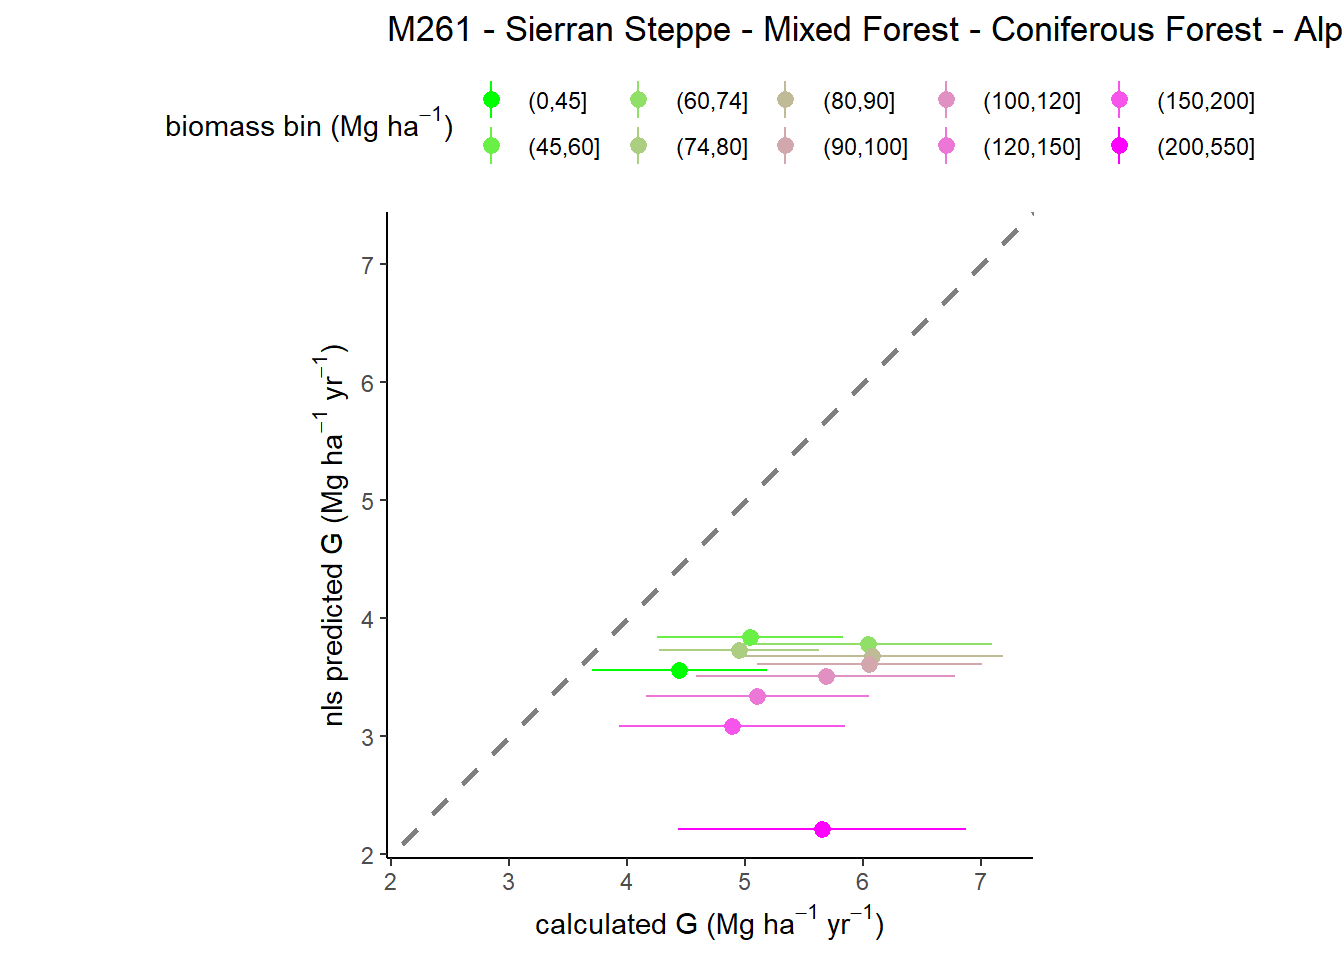 M261 - Sierran Steppe - Mixed Forest - Coniferous Forest - Alp
biomass bin (Mg ha⁻¹)
(0,45] (60,74] (80,90] (100,120] (150,200]
(45,60] (74,80] (90,100] (120,150] (200,550]
nls predicted G (Mg ha⁻¹ yr⁻¹)
7
6
5
4
3
2
2 3 4 5 6 7
calculated G (Mg ha⁻¹ yr⁻¹)